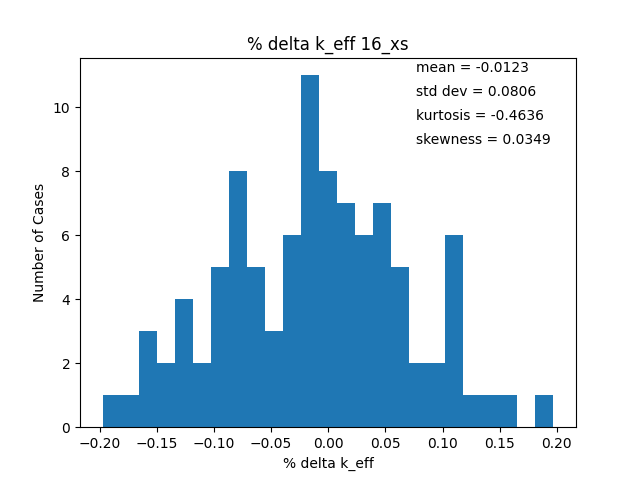 % delta k_eff 16_xs
mean = -0.0123
std dev = 0.0806
kurtosis = -0.4636
skewness = 0.0349
Number of Cases
10
8
6
4
2
0
−0.20 −0.15 −0.10 −0.05 0.00 0.05 0.10 0.15 0.20
% delta k_eff